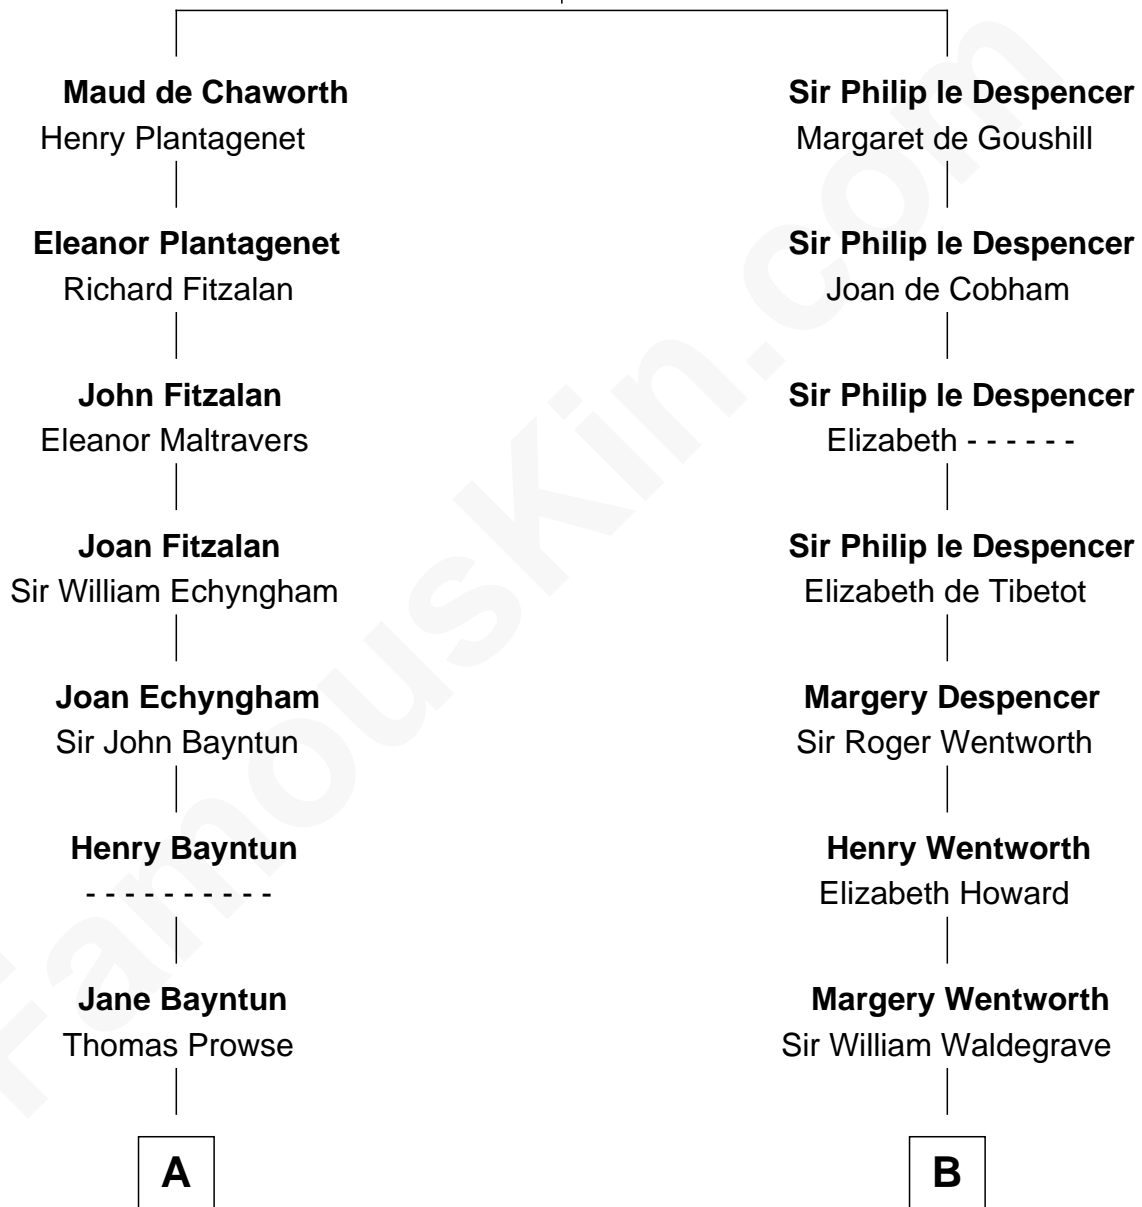 Maud de Chaworth
Henry Plantagenet
Eleanor Plantagenet
Richard Fitzalan
John Fitzalan
Eleanor Maltravers
Joan Fitzalan
Sir William Echyngham
Joan Echyngham
Sir John Bayntun
Henry Bayntun
- - - - - - - - - -
Jane Bayntun
Thomas Prowse
A
Sir Philip le Despencer
Margaret de Goushill
Sir Philip le Despencer
Joan de Cobham
Sir Philip le Despencer
Elizabeth - - - - - -
Sir Philip le Despencer
Elizabeth de Tibetot
Margery Despencer
Sir Roger Wentworth
Henry Wentworth
Elizabeth Howard
Margery Wentworth
Sir William Waldegrave
B
FamousKin.com